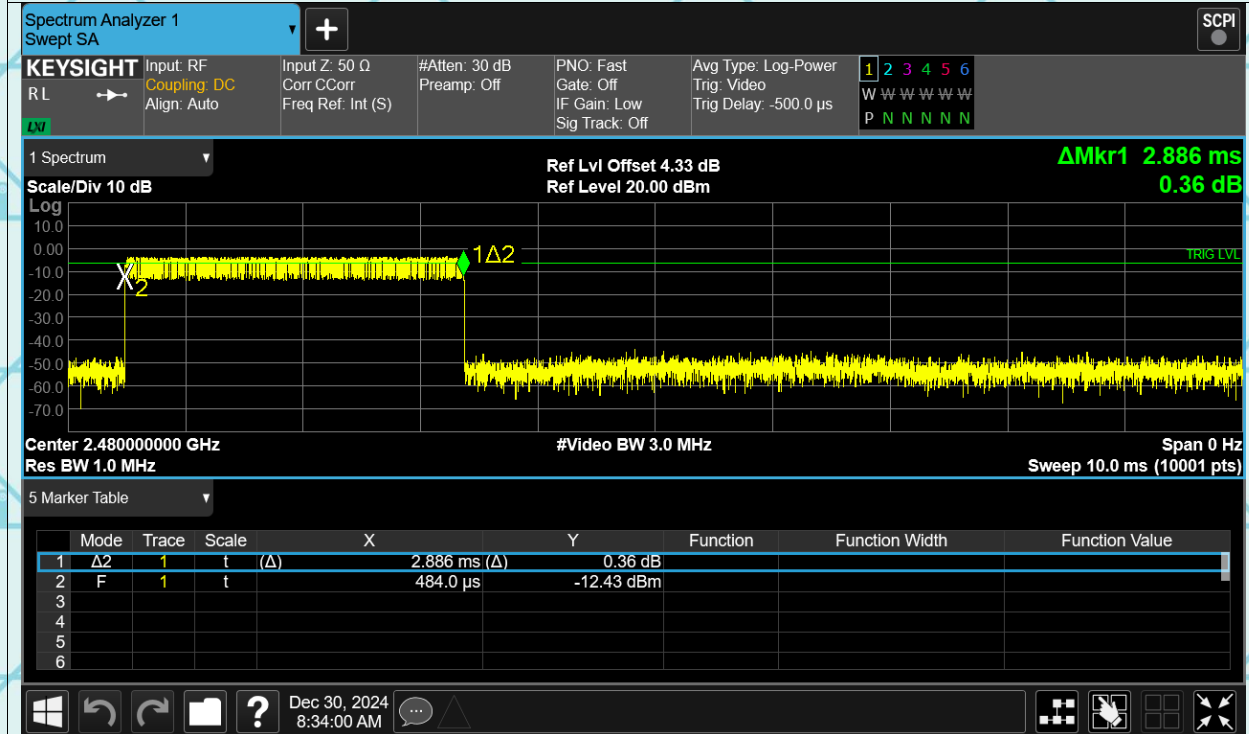 Spectrum Analyzer 1
Swept SA
SCPI
KEYSIGHT Input: RF Input Z: 50 Ω #Atten: 30 dB PNO: Fast Avg Type: Log-Power 1 2 3 4 5 6
RL Coupling: DC Corr CCorr Preamp: Off Gate: Off Trig: Video W W W W W W
Align: Auto Freq Ref: Int (S) IF Gain: Low Trig Delay: -500.0 µs P N N N N N
LXI Sig Track: Off
1 Spectrum
Ref Lvl Offset 4.33 dB
ΔMkr1 2.886 ms
Scale/Div 10 dB Ref Level 20.00 dBm 0.36 dB
Log
10.0
0.00
1Δ2
TRIG LVL
-10.0
2
-20.0
-30.0
-40.0
-50.0
-60.0
-70.0
Center 2.480000000 GHz #Video BW 3.0 MHz Span 0 Hz
Res BW 1.0 MHz Sweep 10.0 ms (10001 pts)
5 Marker Table
Mode Trace Scale X Y Function Function Width Function Value
1 Δ2 1 t (Δ) 2.886 ms (Δ) 0.36 dB
2 F 1 t 484.0 µs -12.43 dBm
3
4
5
6
? Dec 30, 2024
8:34:00 AM